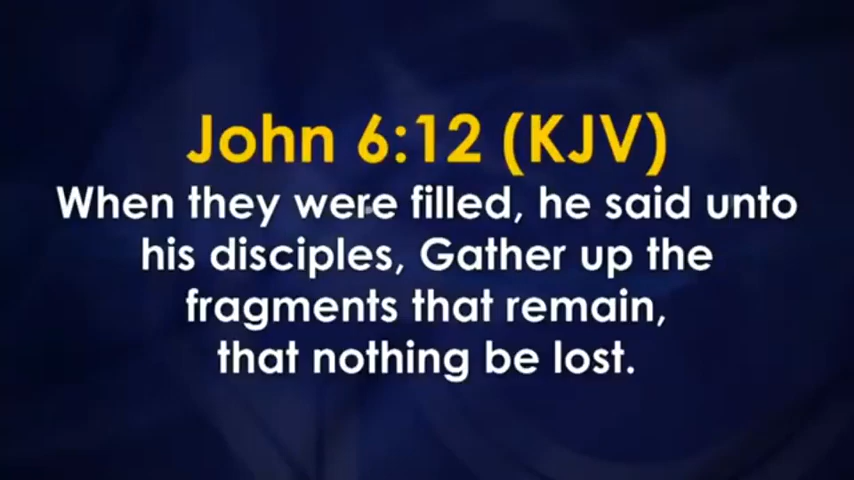 John 6:12 (KJV)
When they were filled, he said unto
his disciples, Gather up the
fragments that remain,
that nothing be lost.